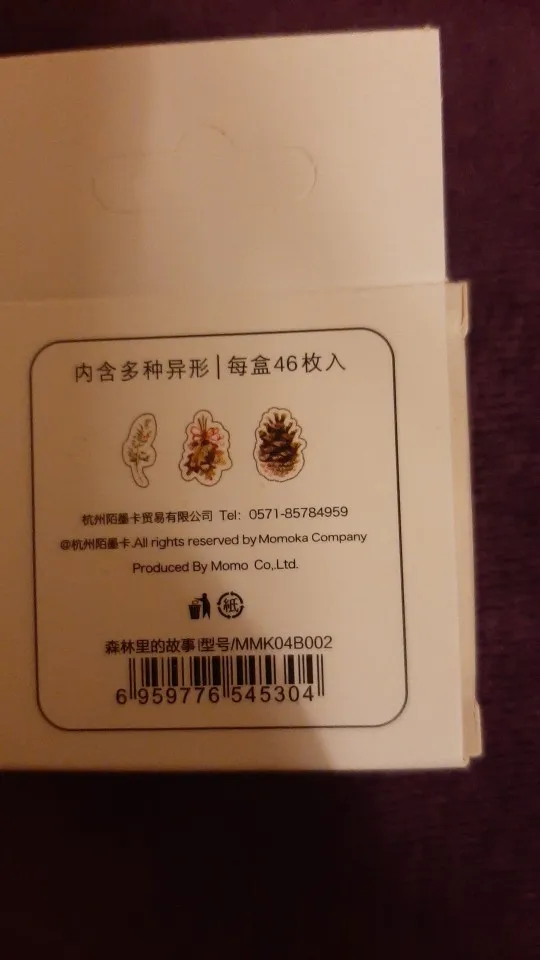 内含多种异形|每盒46枚入
杭州陌墨卡贸易有限公司 Tel: 0571-85784959
@杭州陌墨卡.All rights reserved by Momoka Company
Produced By Momo Co,.Ltd.
紙
森林里的故事|型号/MMK04B002
6 959776 545304